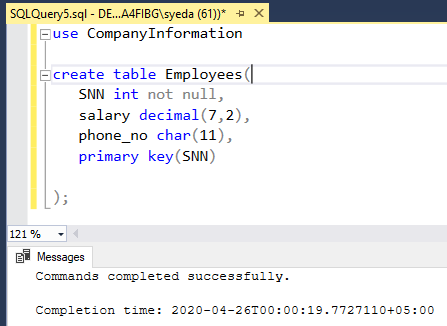 SQLQuery5.sql - DE...A4FIBG\syeda (61))*
use CompanyInformation
create table Employees(
SNN int not null,
salary decimal(7,2),
phone_no char(11),
primary key(SNN)
);
121 %
Messages
Commands completed successfully.
Completion time: 2020-04-26T00:00:19.7727110+05:00